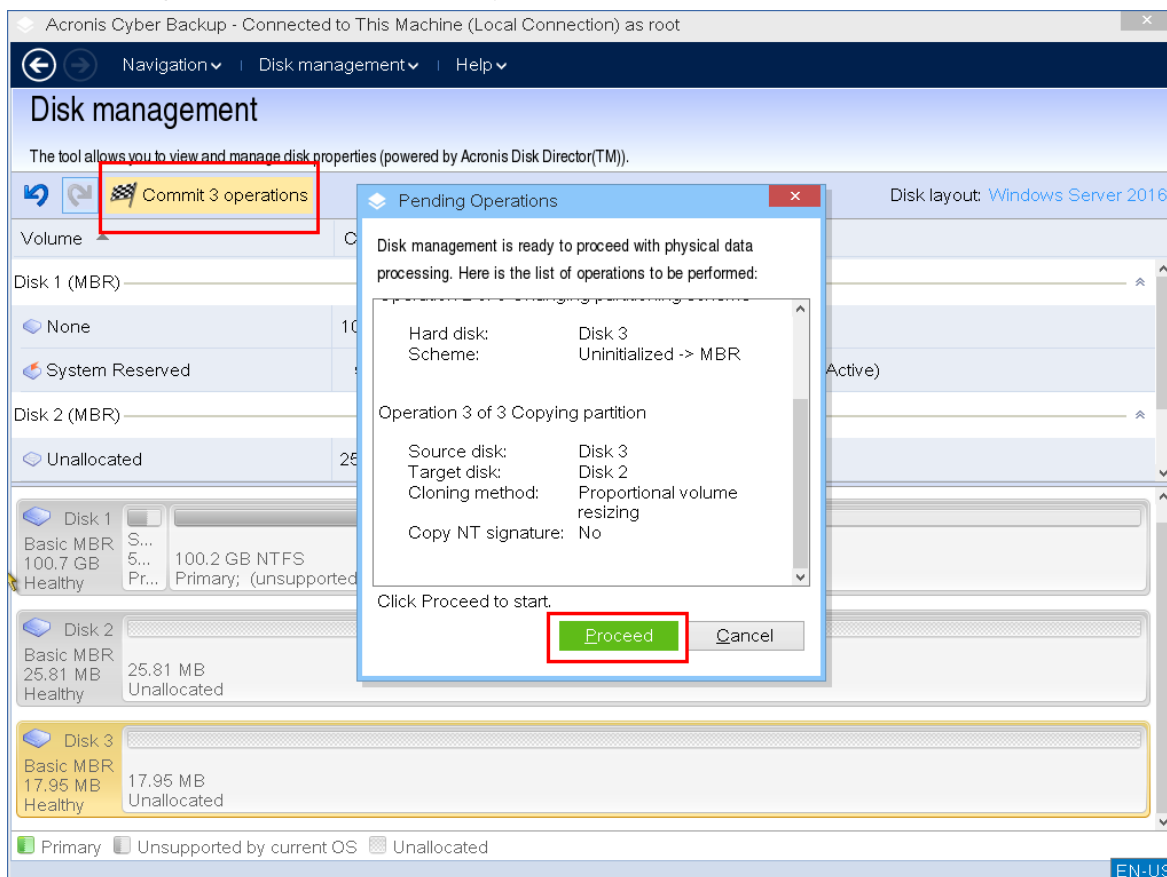 Acronis Cyber Backup - Connected to This Machine (Local Connection) as root
Navigation Disk management Help
Disk management
The tool allows you to view and manage disk properties (powered by Acronis Disk Director(TM)).
Commit 3 operations
Disk layout: Windows Server 2016
Volume
C
Disk 1 (MBR)
None
10
System Reserved
Active)
Disk 2 (MBR)
Unallocated
25
Pending Operations
Disk management is ready to proceed with physical data
processing. Here is the list of operations to be performed:
Hard disk: Disk 3
Scheme: Uninitialized -> MBR
Operation 3 of 3 Copying partition
Source disk: Disk 3
Target disk: Disk 2
Cloning method: Proportional volume
resizing
Copy NT signature: No
Click Proceed to start.
Proceed Cancel
Disk 1
Basic MBR
100.7 GB
Healthy
S...
5...
Pr...
100.2 GB NTFS
Primary; (unsupported
Disk 2
Basic MBR
25.81 MB
Healthy
25.81 MB
Unallocated
Disk 3
Basic MBR
17.95 MB
Healthy
17.95 MB
Unallocated
Primary Unsupported by current OS Unallocated
EN-US